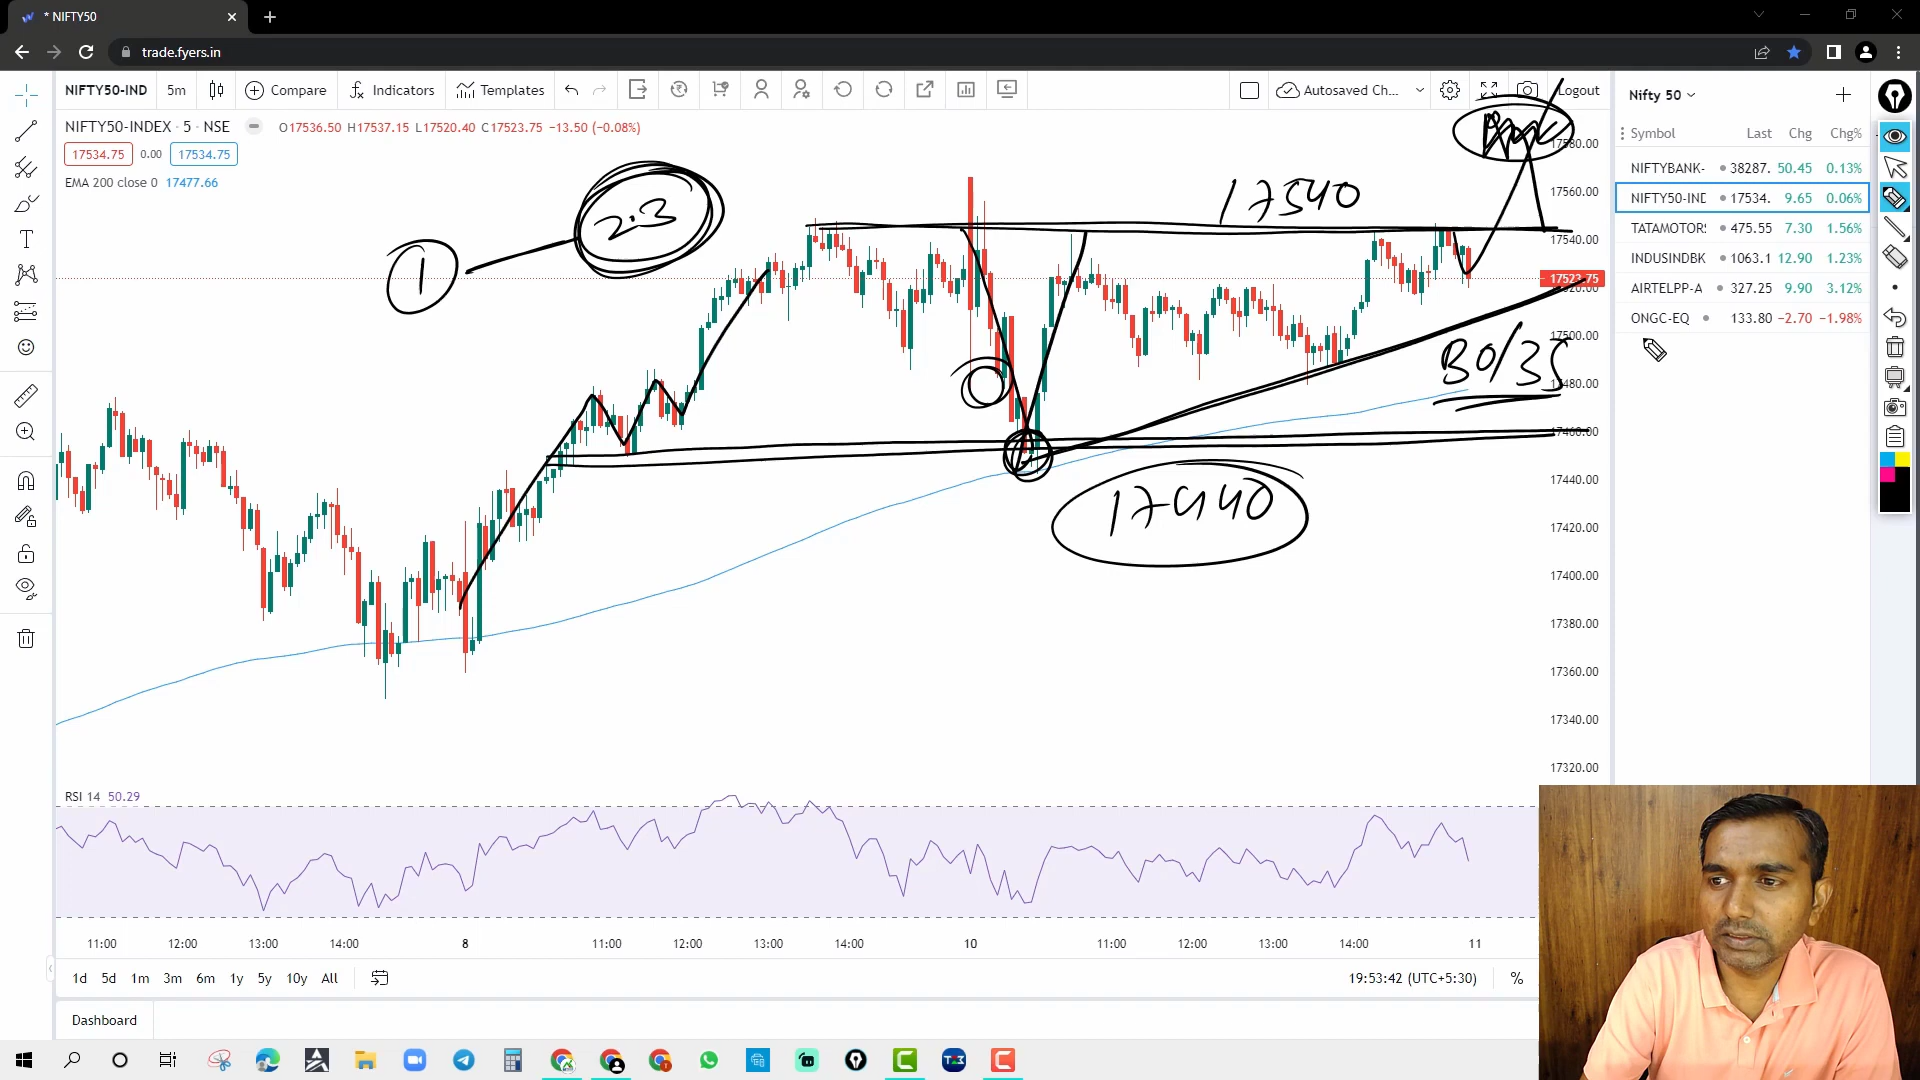 * NIFTY50
trade.fyers.in
NIFTY50-IND 5m Compare Indicators Templates Autosaved Ch... Logout
NIFTY50-INDEX · 5 · NSE O17536.50 H17537.15 L17520.40 C17523.75 −13.50 (−0.08%)
17534.75 0.00 17534.75
EMA 200 close 0 17477.66
1
2:3
17540
30/35
17440
17580.00
17560.00
17540.00
17523.75
17520.00
17500.00
17480.00
17460.00
17440.00
17420.00
17400.00
17380.00
17360.00
17340.00
17320.00
Nifty 50
Symbol Last Chg Chg%
NIFTYBANK- 38287. 50.45 0.13%
NIFTY50-IND 17534. 9.65 0.06%
TATAMOTORS 475.55 7.30 1.56%
INDUSINDBK 1063.1 12.90 1.23%
AIRTELPP-A 327.25 9.90 3.12%
ONGC-EQ 133.80 −2.70 −1.98%
RSI 14 50.29
11:00 12:00 13:00 14:00 8 11:00 12:00 13:00 14:00 10 11:00 12:00 13:00 14:00 11
1d 5d 1m 3m 6m 1y 5y 10y All 19:53:42 (UTC+5:30) %
Dashboard